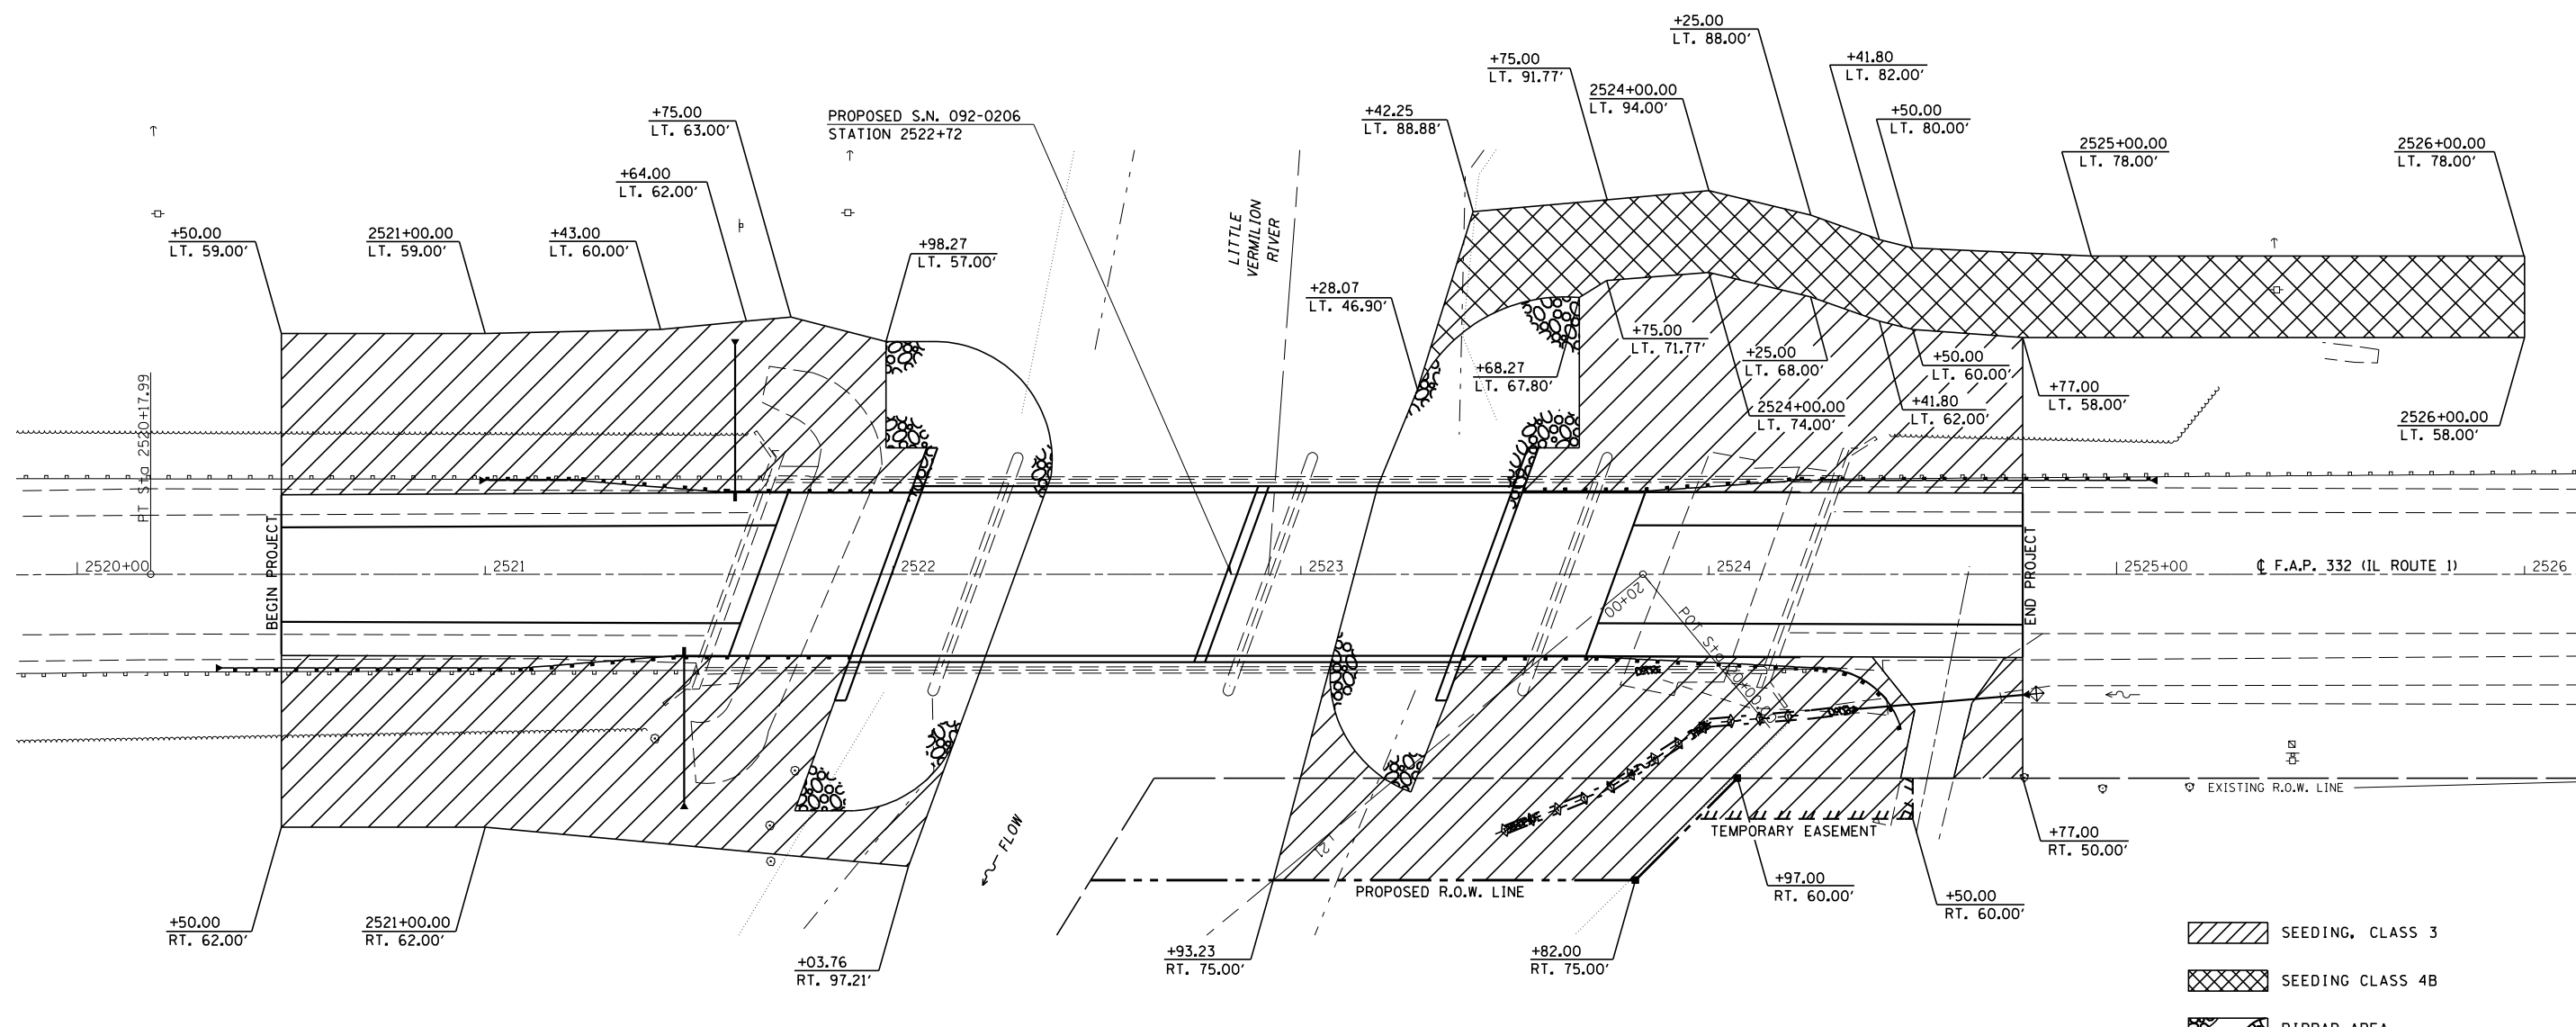 +25.00
LT. 88.00'
+75.00
LT. 91.77'
+41.80
LT. 82.00'
2524+00.00
LT. 94.00'
+75.00
LT. 63.00'
PROPOSED S.N. 092-0206
STATION 2522+72
+42.25
LT. 88.88'
+50.00
LT. 80.00'
2525+00.00
LT. 78.00'
2526+00.00
LT. 78.00'
+64.00
LT. 62.00'
+50.00
LT. 59.00'
2521+00.00
LT. 59.00'
+43.00
LT. 60.00'
+98.27
LT. 57.00'
LITTLE
VERMILION
RIVER
+28.07
LT. 46.90'
+75.00
LT. 71.77'
+68.27
LT. 67.80'
+25.00
LT. 68.00'
+50.00
LT. 60.00'
+77.00
LT. 58.00'
2524+00.00
LT. 74.00'
+41.80
LT. 62.00'
2526+00.00
LT. 58.00'
PT Sta 2520+17.99
BEGIN PROJECT
2520+00
2521
2522
2523
2524
2525+00
2526
℄ F.A.P. 332 (IL ROUTE 1)
END PROJECT
20+00
POT Sta 20+00.00
EXISTING R.O.W. LINE
TEMPORARY EASEMENT
21
FLOW
PROPOSED R.O.W. LINE
+77.00
RT. 50.00'
+97.00
RT. 60.00'
+50.00
RT. 60.00'
+50.00
RT. 62.00'
2521+00.00
RT. 62.00'
+03.76
RT. 97.21'
+93.23
RT. 75.00'
+82.00
RT. 75.00'
SEEDING, CLASS 3
SEEDING CLASS 4B
RIPRAP AREA